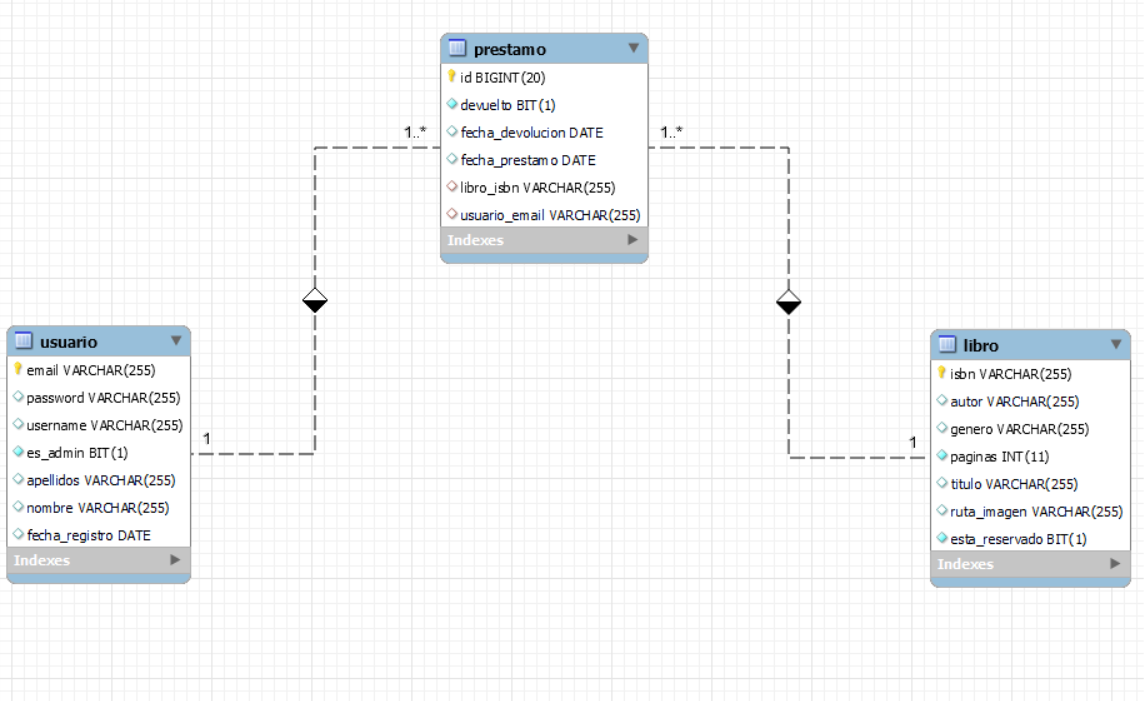 prestamo
id BIGINT(20)
devuelto BIT(1)
fecha_devolucion DATE
fecha_prestamo DATE
libro_isbn VARCHAR(255)
usuario_email VARCHAR(255)
Indexes
1..*
1..*
usuario
email VARCHAR(255)
password VARCHAR(255)
username VARCHAR(255)
es_admin BIT(1)
apellidos VARCHAR(255)
nombre VARCHAR(255)
fecha_registro DATE
Indexes
1
1
libro
isbn VARCHAR(255)
autor VARCHAR(255)
genero VARCHAR(255)
paginas INT(11)
titulo VARCHAR(255)
ruta_imagen VARCHAR(255)
esta_reservado BIT(1)
Indexes